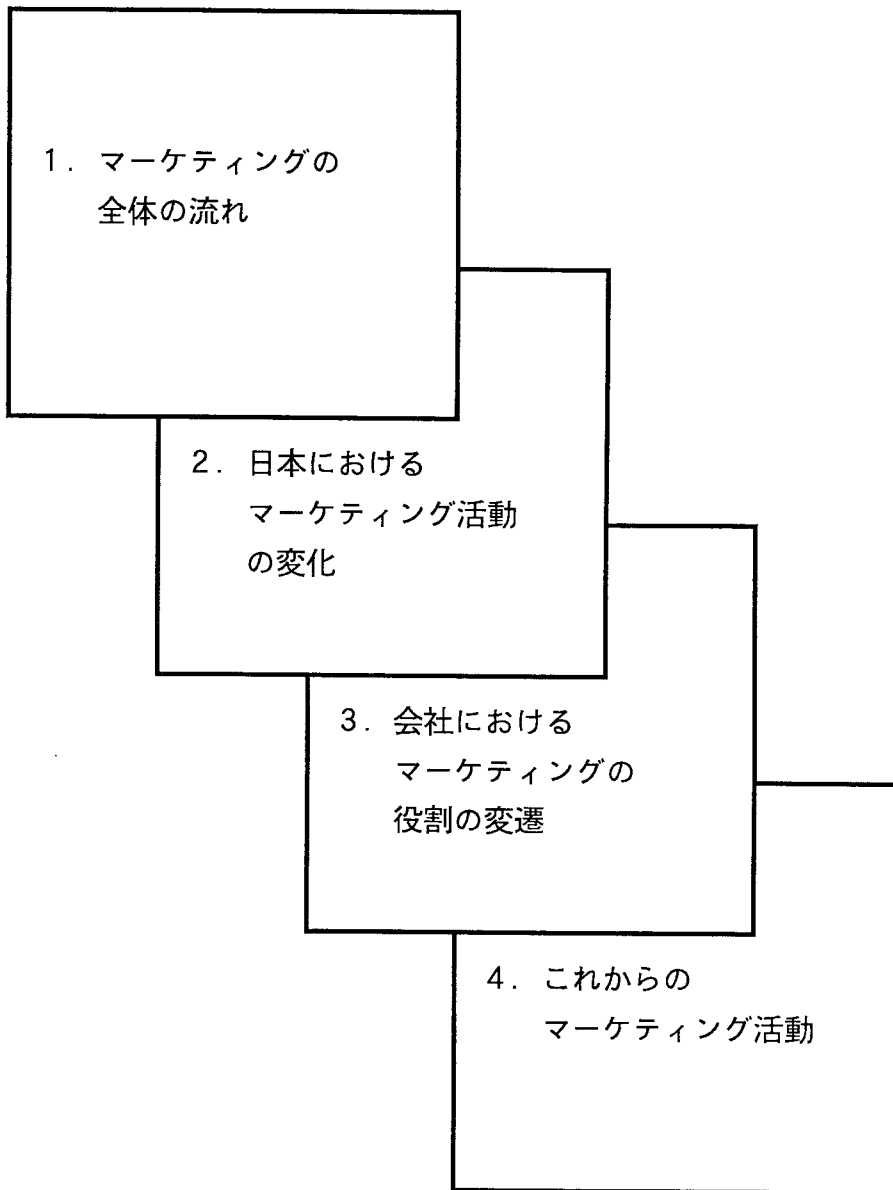 1. マーケティングの
全体の流れ
2. 日本における
マーケティング活動
の変化
3. 会社における
マーケティングの
役割の変遷
4. これからの
マーケティング活動